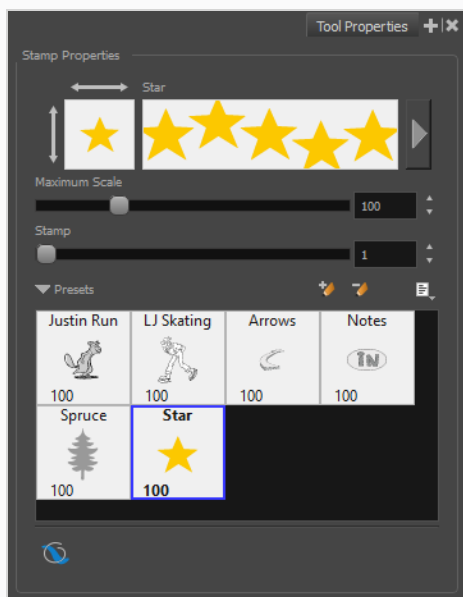 Tool Properties
Stamp Properties
Star
Maximum Scale
100
Stamp
1
Presets
Justin Run LJ Skating Arrows Notes
IN
100 100 100 100
Spruce Star
100 100